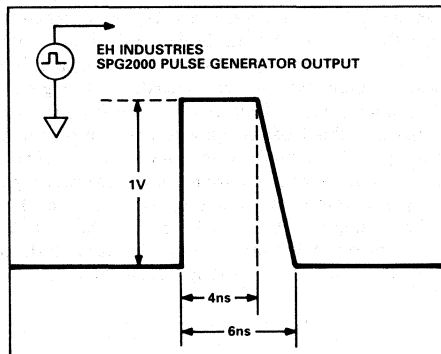 EH INDUSTRIES
SPG2000 PULSE GENERATOR OUTPUT
1V
4ns
6ns